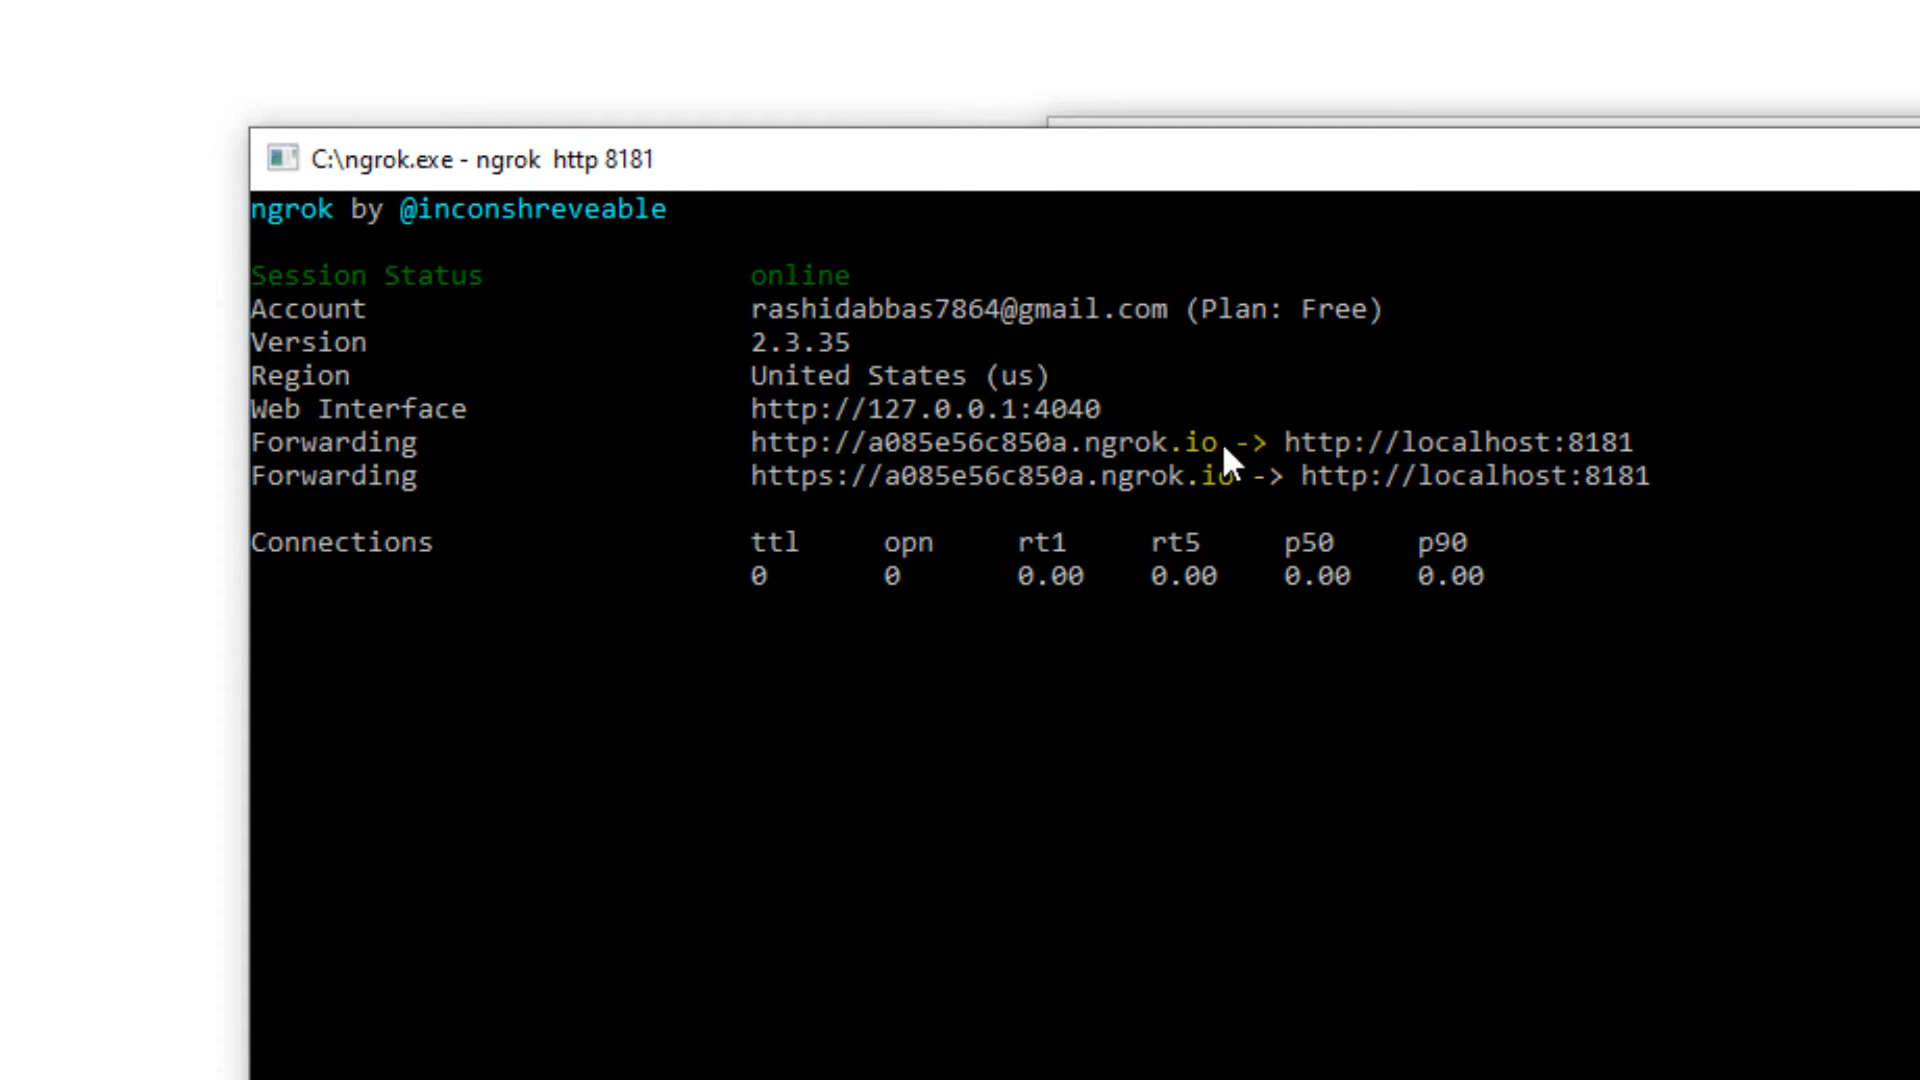 C:\ngrok.exe - ngrok  http 8181
ngrok by @inconshreveable
Session Status online
Account rashidabbas7864@gmail.com (Plan: Free)
Version 2.3.35
Region United States (us)
Web Interface http://127.0.0.1:4040
Forwarding http://a085e56c850a.ngrok.io -> http://localhost:8181
Forwarding https://a085e56c850a.ngrok.io -> http://localhost:8181
Connections ttl opn rt1 rt5 p50 p90
0 0 0.00 0.00 0.00 0.00